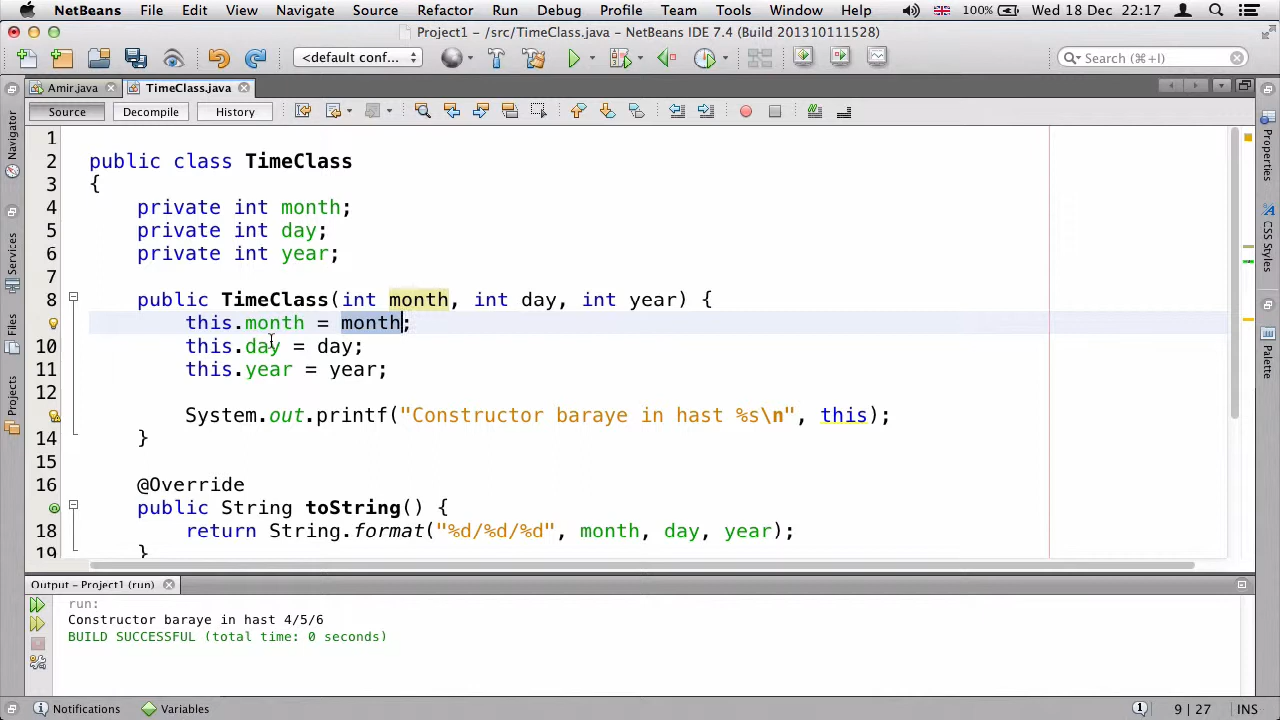 NetBeans File Edit View Navigate Source Refactor Run Debug Profile Team Tools Window Help 100% Wed 18 Dec 22:17
Project1 - /src/TimeClass.java - NetBeans IDE 7.4 (Build 201310111528)
<default conf... Search (⌘+I)
Amir.java TimeClass.java
Source Decompile History
Navigator
Services
Files
Projects
1
2 public class TimeClass
3 {
4 private int month;
5 private int day;
6 private int year;
7
8 public TimeClass(int month, int day, int year) {
this.month = month;
10 this.day = day;
11 this.year = year;
12
System.out.printf("Constructor baraye in hast %s\n", this);
14 }
15
16 @Override
public String toString() {
18 return String.format("%d/%d/%d", month, day, year);
19 }
Properties
CSS Styles
Palette
Output - Project1 (run)
run:
Constructor baraye in hast 4/5/6
BUILD SUCCESSFUL (total time: 0 seconds)
Notifications Variables 1 9 | 27 INS